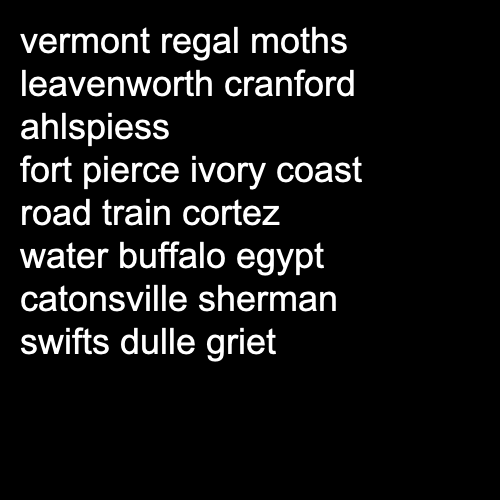 vermont regal moths
leavenworth cranford
ahlspiess
fort pierce ivory coast
road train cortez
water buffalo egypt
catonsville sherman
swifts dulle griet